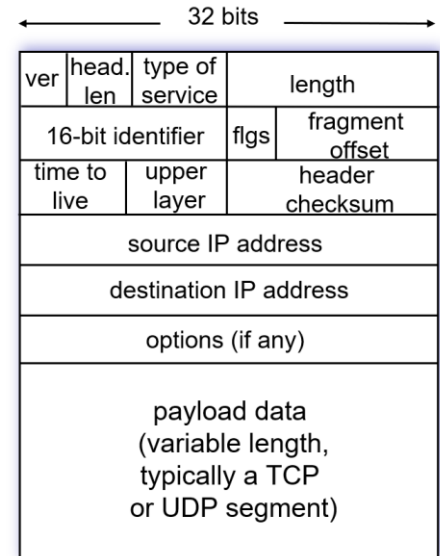 32 bits
ver
head.
len
type of
service
length
16-bit identifier
flgs
fragment
offset
time to
live
upper
layer
header
checksum
source IP address
destination IP address
options (if any)
payload data
(variable length,
typically a TCP
or UDP segment)